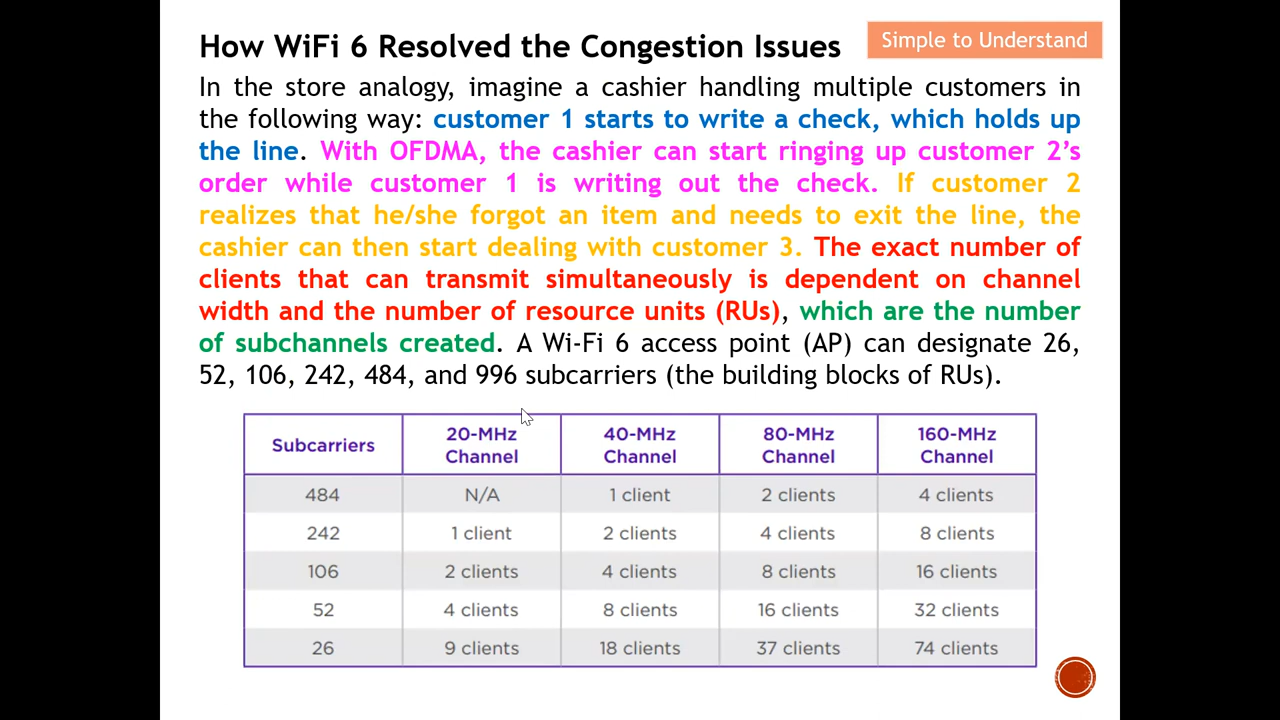 How WiFi 6 Resolved the Congestion Issues
Simple to Understand
In the store analogy, imagine a cashier handling multiple customers in
the following way: customer 1 starts to write a check, which holds up
the line. With OFDMA, the cashier can start ringing up customer 2’s
order while customer 1 is writing out the check. If customer 2
realizes that he/she forgot an item and needs to exit the line, the
cashier can then start dealing with customer 3. The exact number of
clients that can transmit simultaneously is dependent on channel
width and the number of resource units (RUs), which are the number
of subchannels created. A Wi-Fi 6 access point (AP) can designate 26,
52, 106, 242, 484, and 996 subcarriers (the building blocks of RUs).
Subcarriers 20-MHz Channel 40-MHz Channel 80-MHz Channel 160-MHz Channel
484 N/A 1 client 2 clients 4 clients
242 1 client 2 clients 4 clients 8 clients
106 2 clients 4 clients 8 clients 16 clients
52 4 clients 8 clients 16 clients 32 clients
26 9 clients 18 clients 37 clients 74 clients